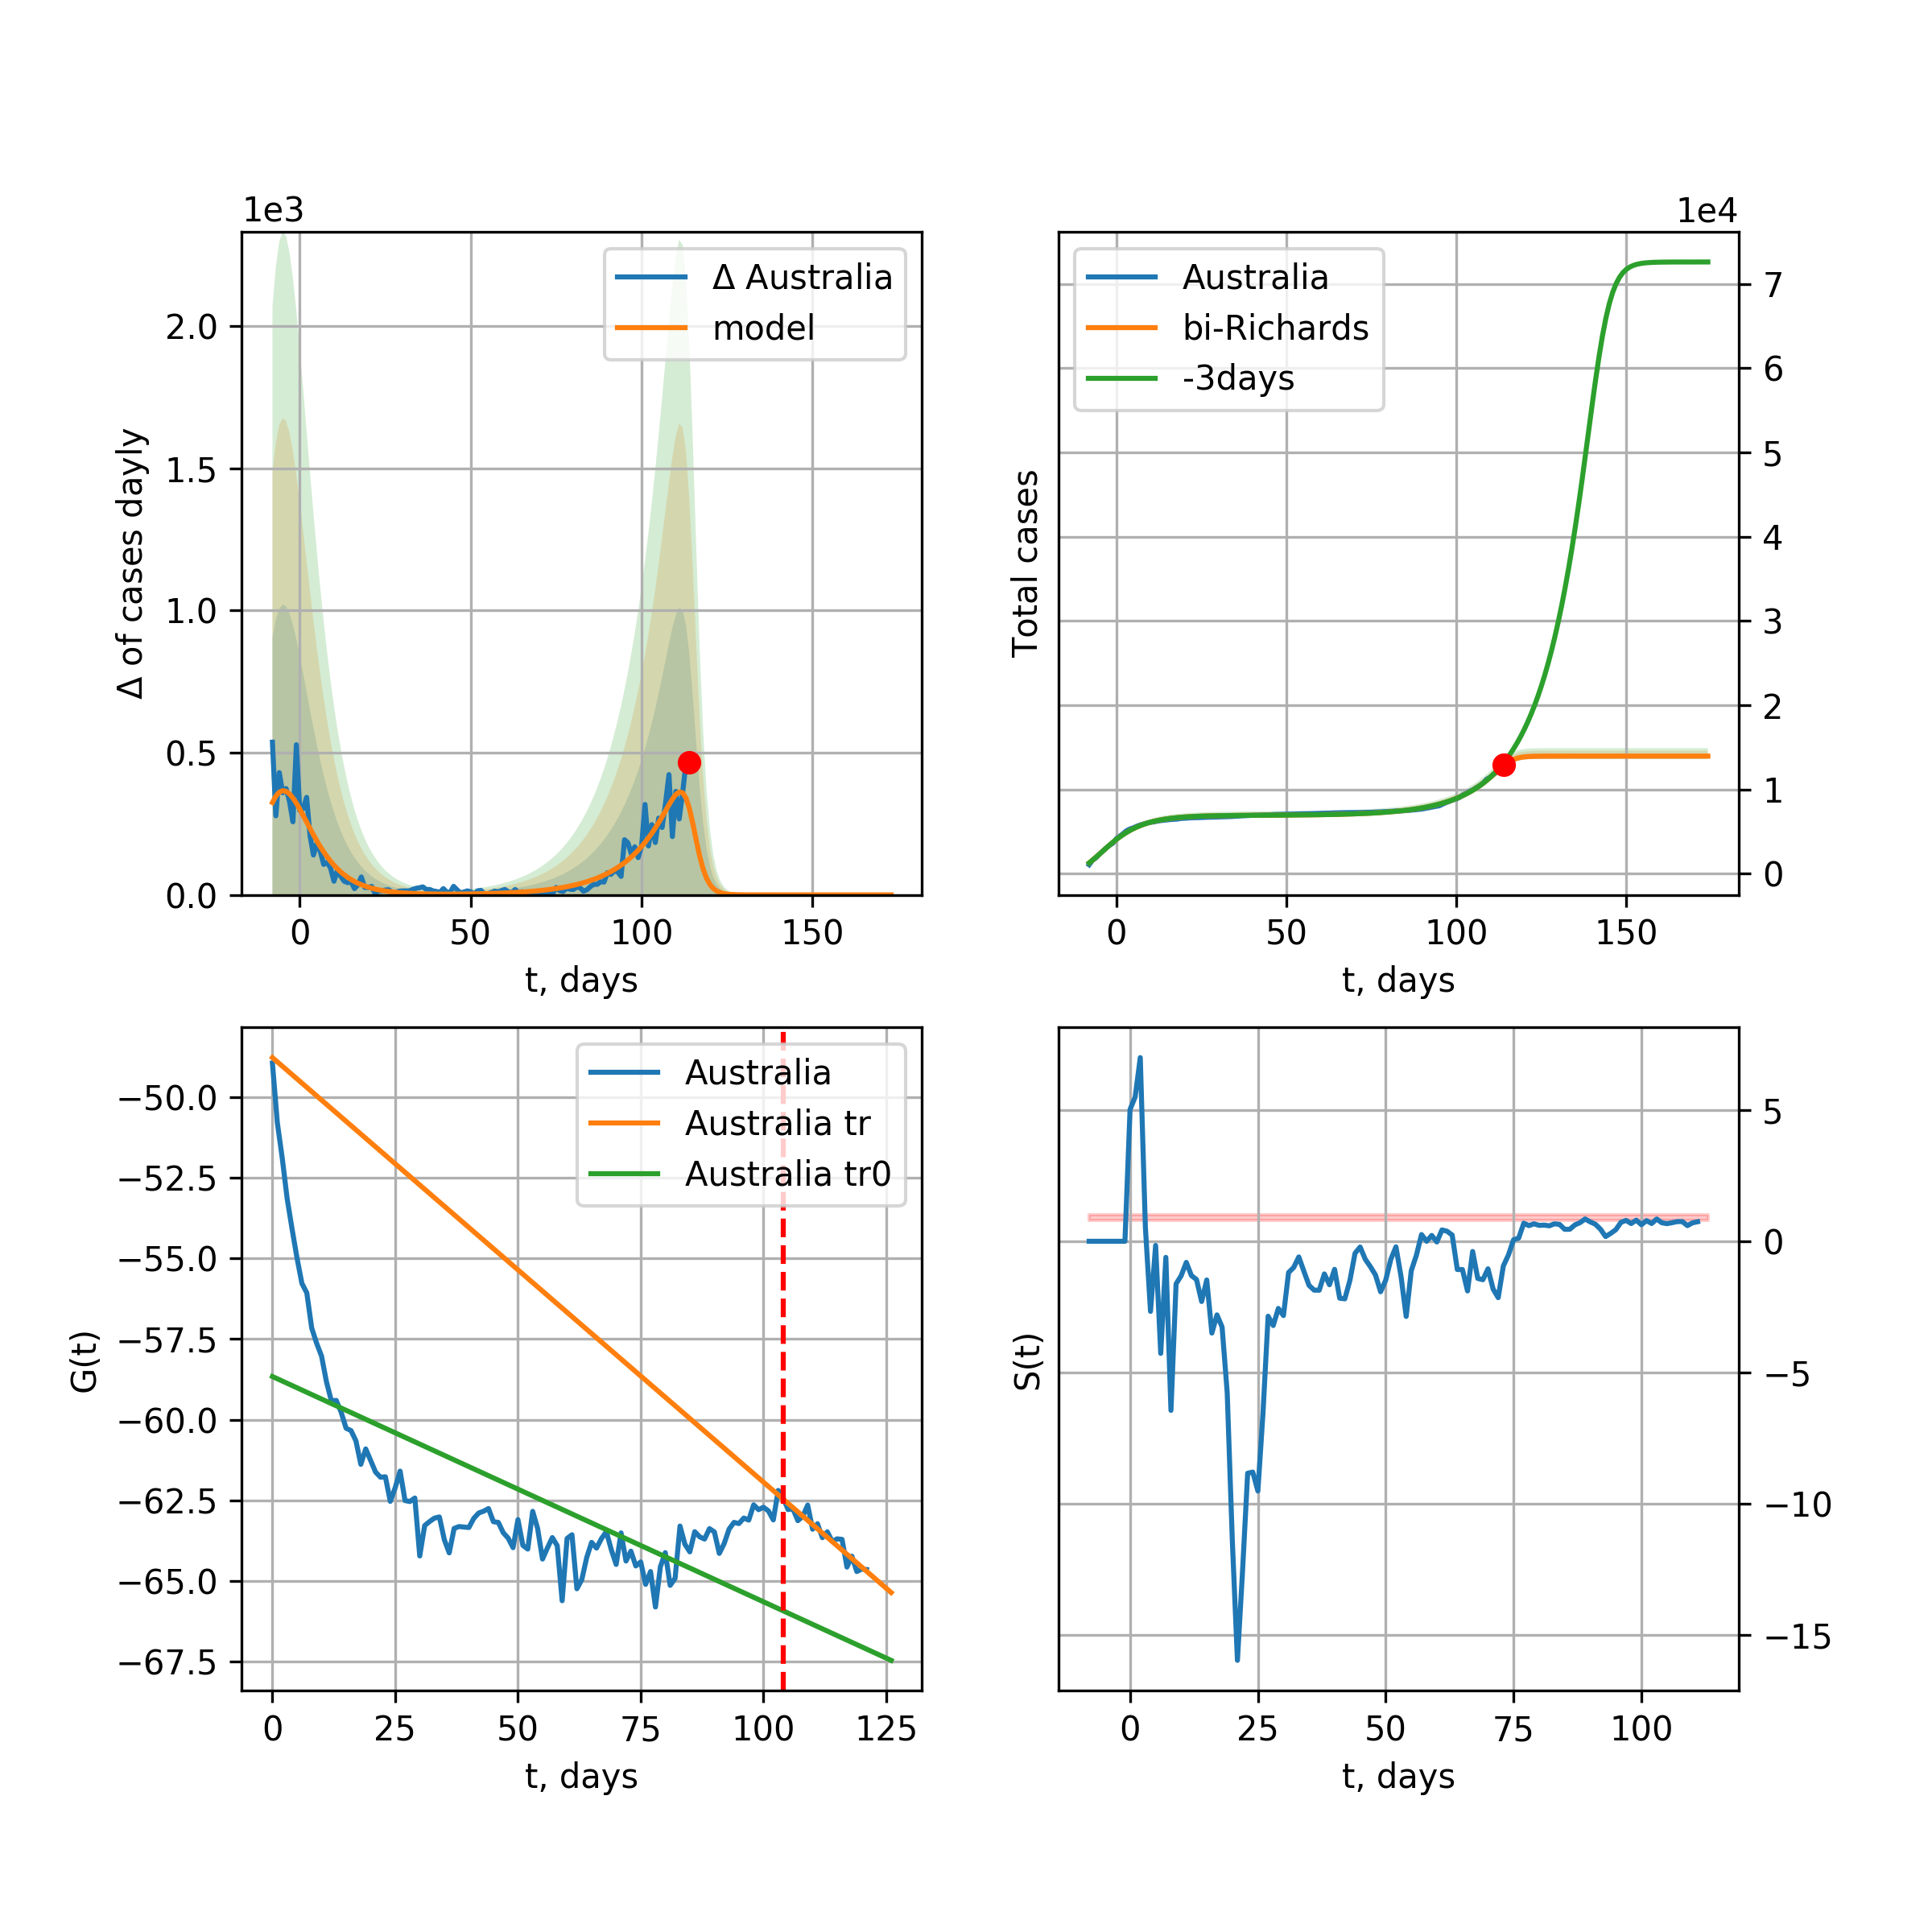 1e3
Δ Australia
model
2.0
1.5
1.0
0.5
0.0
Δ of cases dayly
0 50 100 150
t, days
1e4
Australia
bi-Richards
-3days
Total cases
7
6
5
4
3
2
1
0
0 50 100 150
t, days
Australia
Australia tr
Australia tr0
−50.0
−52.5
−55.0
−57.5
−60.0
−62.5
−65.0
−67.5
G(t)
0 25 50 75 100 125
t, days
S(t)
5
0
−5
−10
−15
0 25 50 75 100
t, days